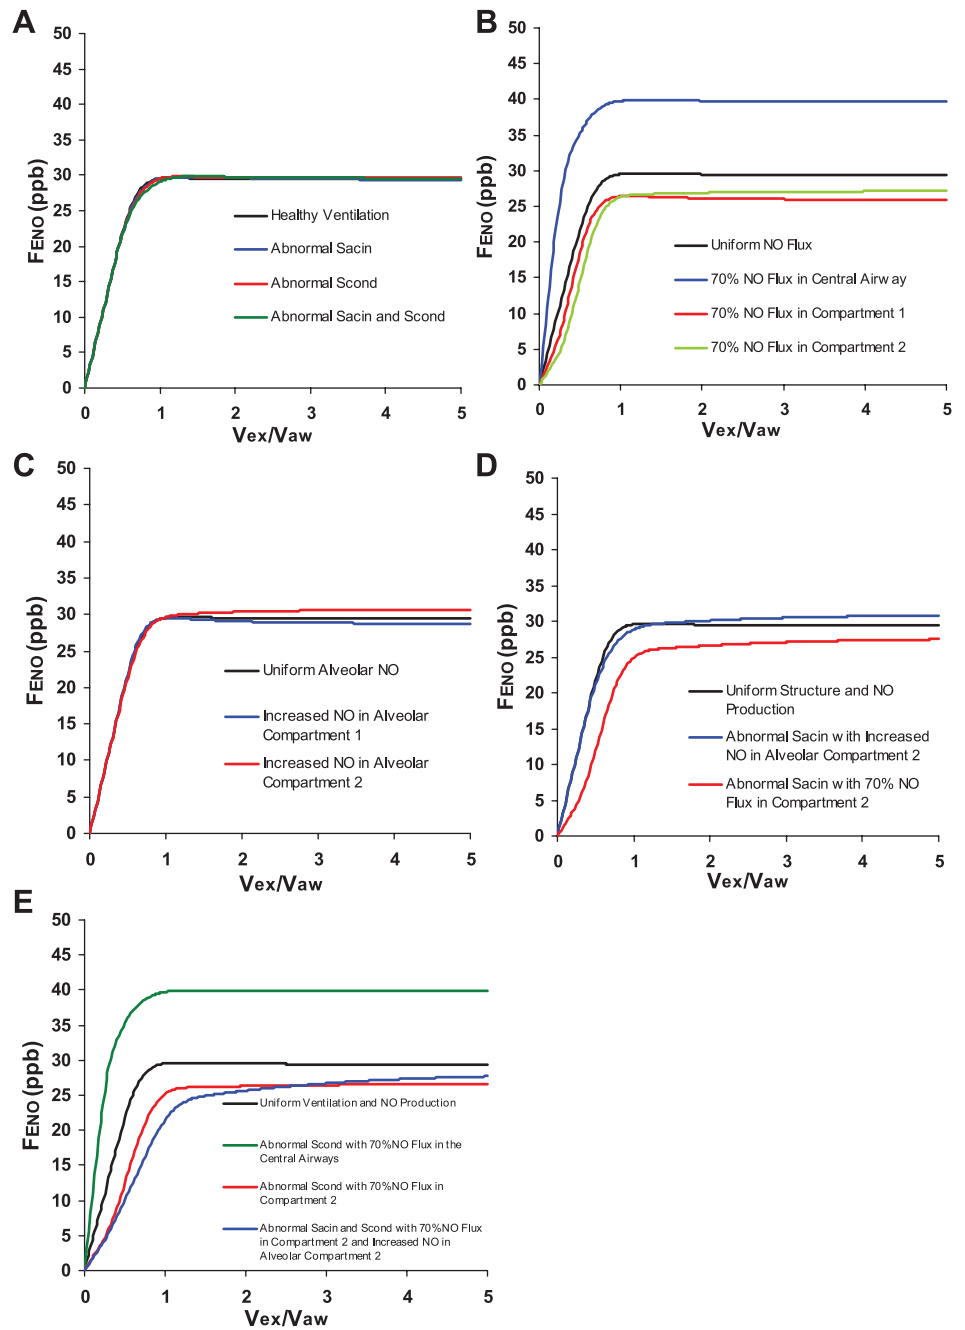 A
50
45
40
35
30
25
20
15
10
5
0
FENO (ppb)
Healthy Ventilation
Abnormal Sacin
Abnormal Scond
Abnormal Sacin and Scond
0 1 2 3 4 5
Vex/Vaw
B
50
45
40
35
30
25
20
15
10
5
0
FENO (ppb)
Uniform NO Flux
70% NO Flux in Central Airway
70% NO Flux in Compartment 1
70% NO Flux in Compartment 2
0 1 2 3 4 5
Vex/Vaw
C
50
45
40
35
30
25
20
15
10
5
0
FENO (ppb)
Uniform Alveolar NO
Increased NO in Alveolar
Compartment 1
Increased NO in Alveolar
Compartment 2
0 1 2 3 4 5
Vex/Vaw
D
50
45
40
35
30
25
20
15
10
5
0
FENO (ppb)
Uniform Structure and NO
Production
Abnormal Sacin with Increased
NO in Alveolar Compartment 2
Abnormal Sacin with 70% NO
Flux in Compartment 2
0 1 2 3 4 5
Vex/Vaw
E
50
45
40
35
30
25
20
15
10
5
0
FENO (ppb)
Uniform Ventilation and NO Production
Abnormal Scond with 70%NO Flux in the
Central Airways
Abnormal Scond with 70%NO Flux in
Compartment 2
Abnormal Sacin and Scond with 70%NO Flux
in Compartment 2 and Increased NO in
Alveolar Compartment 2
0 1 2 3 4 5
Vex/Vaw